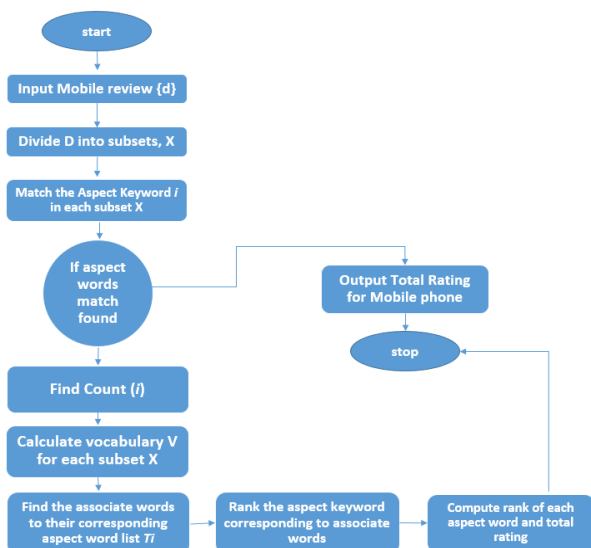 start
Input Mobile review {d}
Divide D into subsets, X
Match the Aspect Keyword i
in each subset X
If aspect
words
match
found
Output Total Rating
for Mobile phone
stop
Find Count (i)
Calculate vocabulary V
for each subset X
Find the associate words
to their corresponding
aspect word list Ti
Rank the aspect keyword
corresponding to associate
words
Compute rank of each
aspect word and total
rating